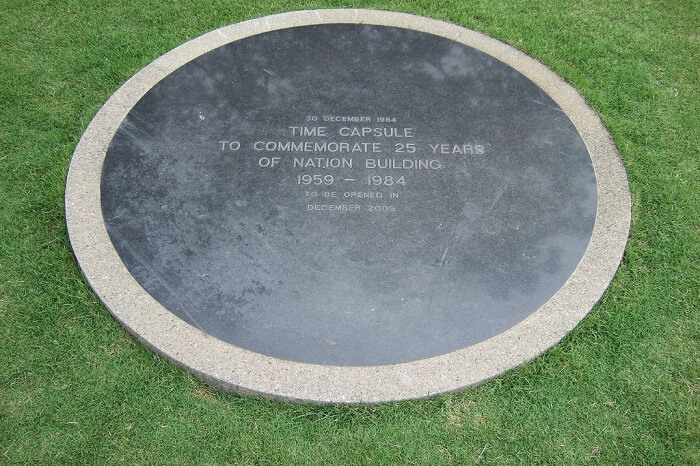 30 DECEMBER 1984
TIME CAPSULE
TO COMMEMORATE 25 YEARS
OF NATION BUILDING
1959 - 1984
TO BE OPENED IN
DECEMBER 2009